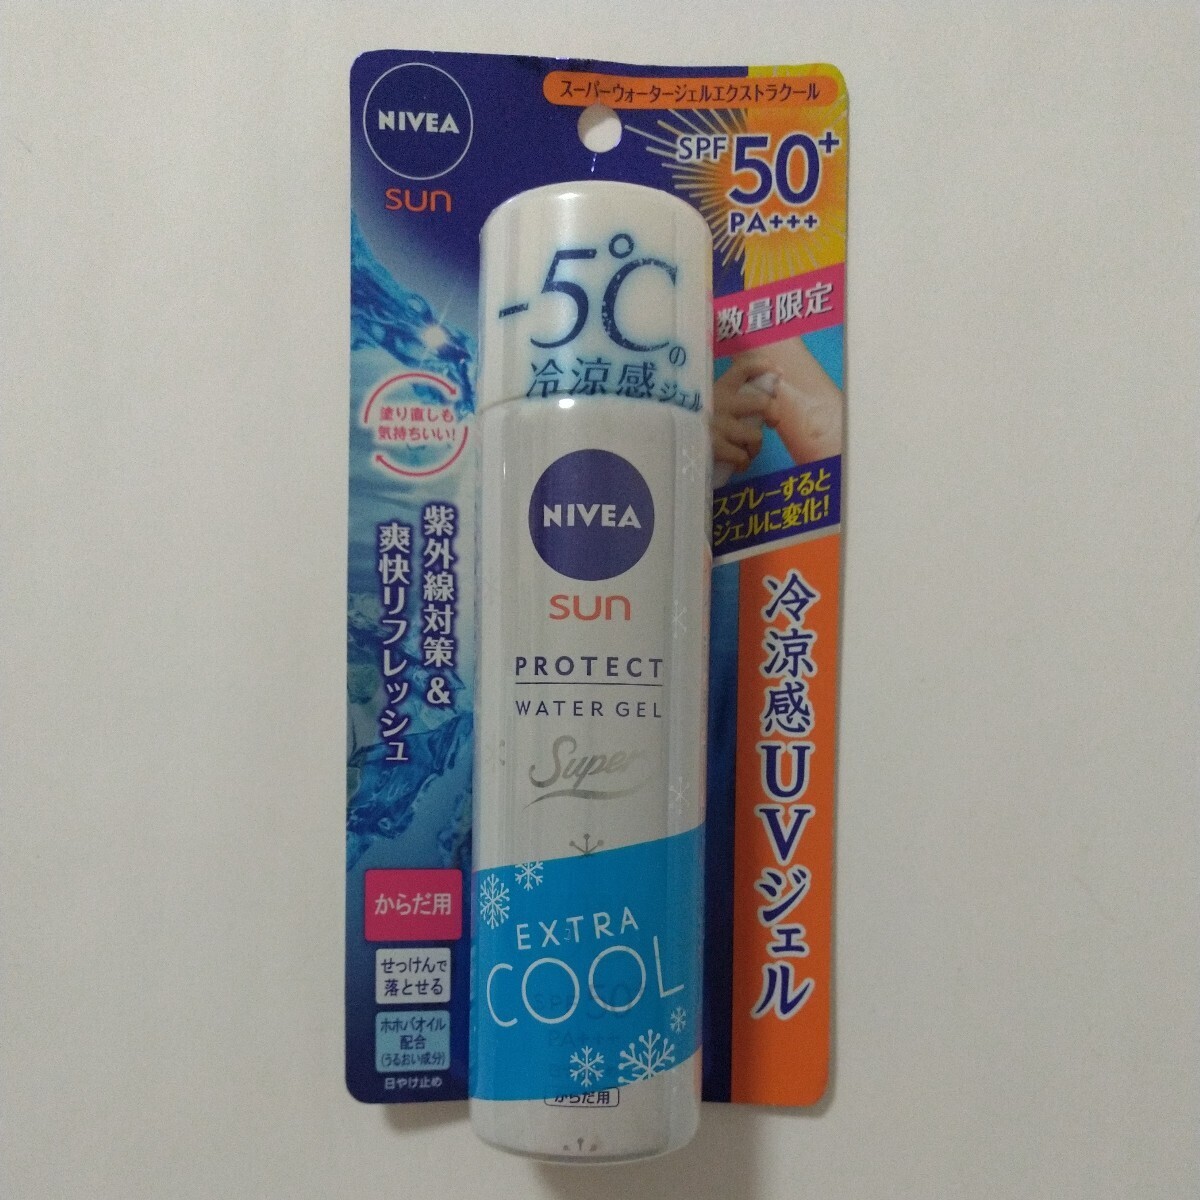 NIVEA
sun
スーパーウォータージェルエクストラクール
SPF 50+
PA+++
数量限定
-5℃の
冷涼感ジェル
塗り直しも
気持ちいい!
紫外線対策&
爽快リフレッシュ
スプレーすると
ジェルに変化!
冷涼感UVジェル
NIVEA
sun
PROTECT
WATER GEL
Super
EXTRA
COOL
SPF 50+
PA+++
からだ用
からだ用
せっけんで
落とせる
ホホバオイル
配合
(うるおい成分)
日やけ止め